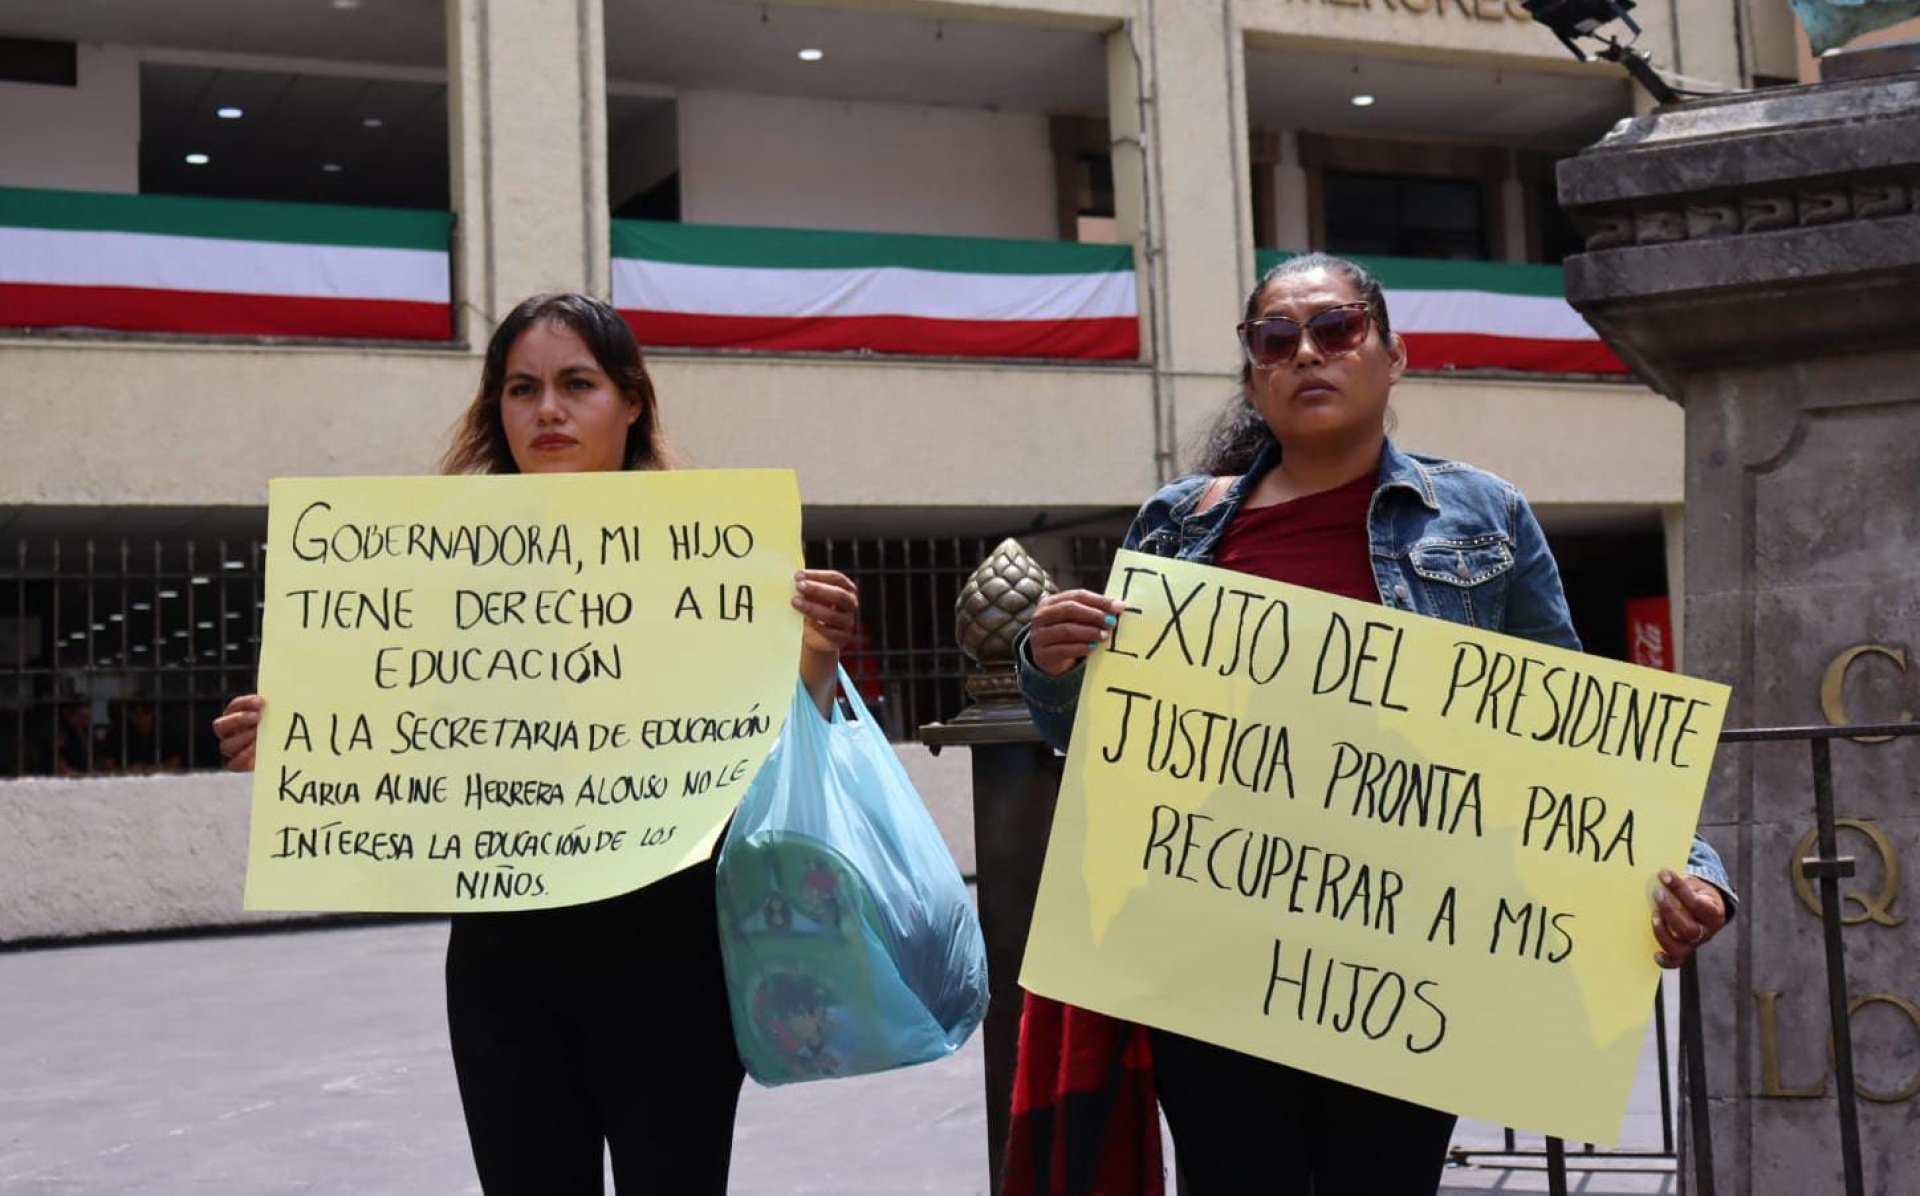 GOBERNADORA, MI HIJO
TIENE DERECHO A LA
EDUCACIÓN
A LA SECRETARIA DE EDUCACIÓN
KARLA ALINE HERRERA ALONSO NO LE
INTERESA LA EDUCACIÓN DE LOS
NIÑOS.
EXIJO DEL PRESIDENTE
JUSTICIA PRONTA PARA
RECUPERAR A MIS
HIJOS
C
Q
LO